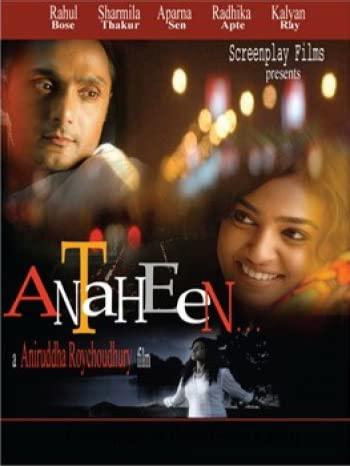 Rahul Sharmila Aparna Radhika Kalyan
Bose Thakur Sen Apte Ray
Screenplay Films
presents
ANTAHEEN...
a Aniruddha Roychoudhury film